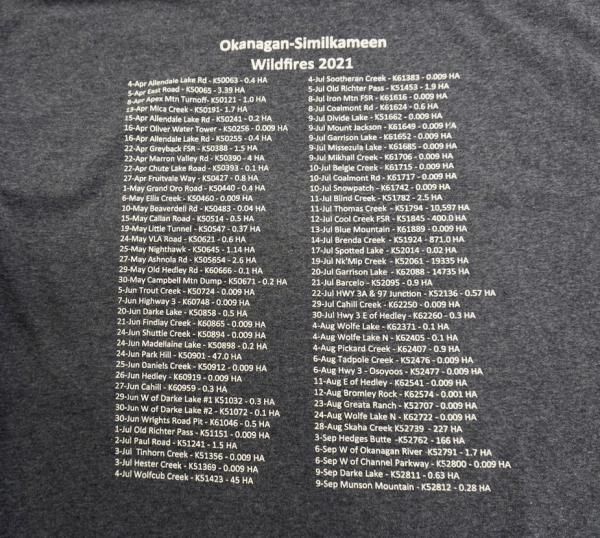 Okanagan-Similkameen
Wildfires 2021
4-Apr Allendale Lake Rd - K50063 - 0.4 HA
5-Apr East Road - K50065 - 3.39 HA
8-Apr Apex Mtn Turnoff- K50121 - 1.0 HA
13-Apr Mica Creek - K50191- 1.7 HA
15-Apr Allendale Lake Rd - K50241 - 0.2 HA
16-Apr Oliver Water Tower - K50256 - 0.009 HA
16-Apr Allendale Lake Rd - K50255 - 0.4 HA
22-Apr Greyback FSR - K50388 - 1.5 HA
22-Apr Marron Valley Rd - K50390 - 4 HA
27-Apr Chute Lake Road - K50393 - 0.1 HA
27-Apr Fruitvale Way - K50427 - 0.8 HA
1-May Grand Oro Road - K50440 - 0.4 HA
6-May Ellis Creek - K50460 - 0.009 HA
10-May Beaverdell Rd - K50483 - 0.04 HA
15-May Callan Road - K50514 - 0.5 HA
19-May Little Tunnel - K50547 - 0.37 HA
24-May VLA Road - K50621 - 0.6 HA
25-May Nighthawk - K50645 - 1.14 HA
27-May Ashnola Rd - K505654 - 2.6 HA
29-May Old Hedley Rd - K60666 - 0.1 HA
30-May Campbell Mtn Dump - K50671 - 0.2 HA
5-Jun Trout Creek - K50724 - 0.009 HA
7-Jun Highway 3 - K60748 - 0.009 HA
20-Jun Darke Lake - K50858 - 0.5 HA
21-Jun Findlay Creek - K60865 - 0.009 HA
24-Jun Shuttle Creek - K50894 - 0.009 HA
24-Jun Madellaine Lake - K50898 - 0.2 HA
24-Jun Park Hill - K50901 - 47.0 HA
25-Jun Daniels Creek - K50912 - 0.009 HA
26-Jun Hedley - K60919 - 0.009 HA
27-Jun Cahill - K60959 - 0.3 HA
29-Jun W of Darke Lake #1 K51032 - 0.3 HA
30-Jun W of Darke Lake #2 - K51072 - 0.1 HA
30-Jun Wrights Road Pit - K61046 - 0.5 HA
1-Jul Old Richter Pass - K51151 - 0.009 HA
2-Jul Paul Road - K51241 - 1.5 HA
3-Jul Tinhorn Creek - K51356 - 0.009 HA
3-Jul Hester Creek - K51369 - 0.009 HA
4-Jul Wolfcub Creek - K51423 - 45 HA
4-Jul Sootheran Creek - K61383 - 0.009 HA
5-Jul Old Richter Pass - K51453 - 1.9 HA
8-Jul Iron Mtn FSR - K61616 - 0.009 HA
8-Jul Coalmont Rd - K61624 - 0.6 HA
9-Jul Divide Lake - K51662 - 0.009 HA
9-Jul Mount Jackson - K61649 - 0.009 HA
9-Jul Garrison Lake - K61652 - 0.009 HA
9-Jul Missezula Lake - K61685 - 0.009 HA
9-Jul Mikhail Creek - K61706 - 0.009 HA
10-Jul Belgie Creek - K61715 - 0.009 HA
10-Jul Coalmont Rd - K61717 - 0.009 HA
10-Jul Snowpatch - K61742 - 0.009 HA
11-Jul Blind Creek - K51782 - 2.5 HA
11-Jul Thomas Creek - K51794 - 10,597 HA
12-Jul Cool Creek FSR - K51845 - 400.0 HA
13-Jul Blue Mountain - K61889 - 0.009 HA
14-Jul Brenda Creek - K51924 - 871.0 HA
17-Jul Spotted Lake - K52014 - 0.02 HA
19-Jul Nk'Mip Creek - K52061 - 19335 HA
20-Jul Garrison Lake - K62088 - 14735 HA
21-Jul Barcelo - K52095 - 0.9 HA
22-Jul HWY 3A & 97 Junction - K52136 - 0.57 HA
29-Jul Cahill Creek - K62250 - 0.009 HA
30-Jul Hwy 3 E of Hedley - K62260 - 0.3 HA
4-Aug Wolfe Lake - K62371 - 0.1 HA
4-Aug Wolfe Lake N - K62405 - 0.1 HA
4-Aug Pickard Creek - K62407 - 0.9 HA
6-Aug Tadpole Creek - K52476 - 0.009 HA
6-Aug Hwy 3 - Osoyoos - K52477 - 0.009 HA
11-Aug E of Hedley - K62541 - 0.009 HA
12-Aug Bromley Rock - K62574 - 0.001 HA
23-Aug Greata Ranch - K52707 - 0.009 HA
24-Aug Wolfe Lake N - K62722 - 0.009 HA
28-Aug Skaha Creek K52739 - 227 HA
3-Sep Hedges Butte - K52762 - 166 HA
6-Sep W of Okanagan River - K52791 - 1.7 HA
6-Sep W of Channel Parkway - K52800 - 0.009 HA
9-Sep Darke Lake - K52811 - 0.63 HA
9-Sep Munson Mountain - K52812 - 0.28 HA